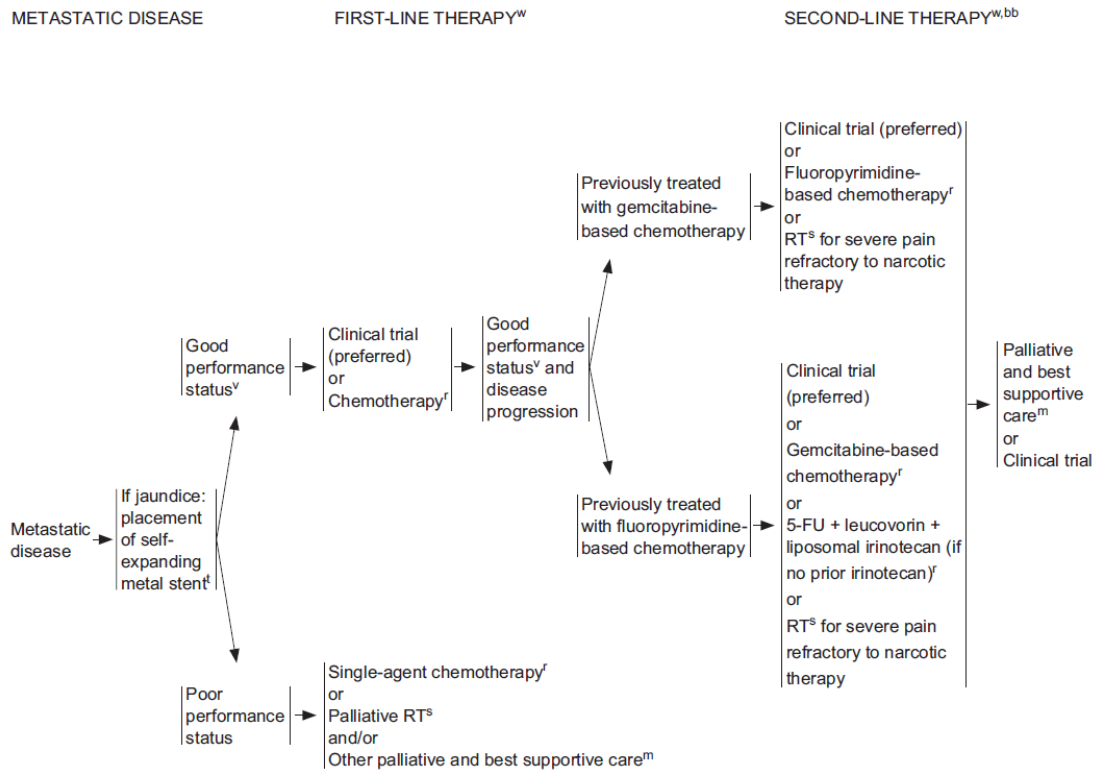 METASTATIC DISEASE
FIRST-LINE THERAPYʷ
SECOND-LINE THERAPYʷ,ᵇᵇ
Metastatic
disease
If jaundice:
placement
of self-
expanding
metal stentᵗ
Good
performance
statusᵛ
Clinical trial
(preferred)
or
Chemotherapyʳ
Good
performance
statusᵛ and
disease
progression
Previously treated
with gemcitabine-
based chemotherapy
Clinical trial (preferred)
or
Fluoropyrimidine-
based chemotherapyʳ
or
RTˢ for severe pain
refractory to narcotic
therapy
Previously treated
with fluoropyrimidine-
based chemotherapy
Clinical trial
(preferred)
or
Gemcitabine-based
chemotherapyʳ
or
5-FU + leucovorin +
liposomal irinotecan (if
no prior irinotecan)ʳ
or
RTˢ for severe pain
refractory to narcotic
therapy
Palliative
and best
supportive
careᵐ
or
Clinical trial
Poor
performance
status
Single-agent chemotherapyʳ
or
Palliative RTˢ
and/or
Other palliative and best supportive careᵐ